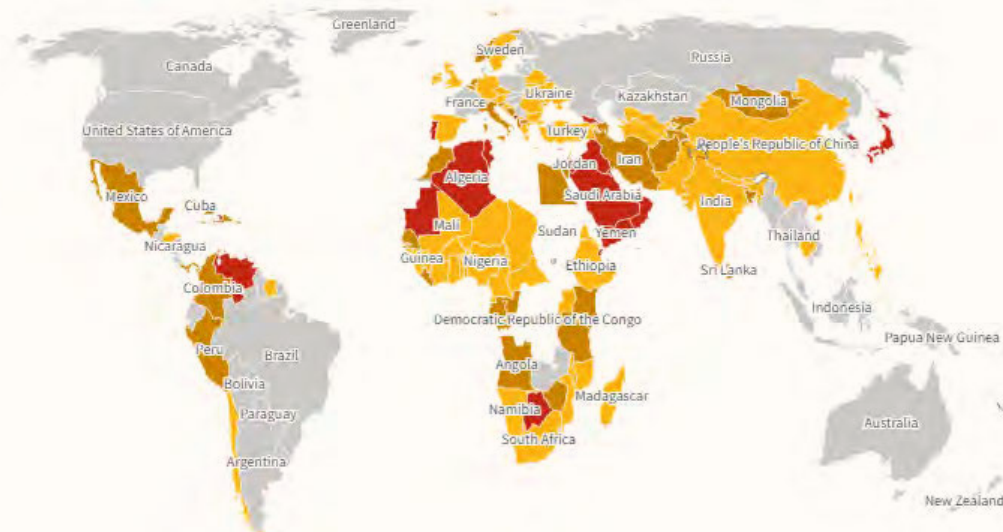 Greenland
Canada
Sweden
Russia
France
Ukraine
Kazakhstan
Mongolia
United States of America
Turkey
People's Republic of China
Jordan
Iran
Algeria
Saudi Arabia
India
Mexico
Cuba
Mali
Sudan
Yemen
Thailand
Nicaragua
Guinea
Nigeria
Ethiopia
Sri Lanka
Colombia
Indonesia
Democratic Republic of the Congo
Papua New Guinea
Peru
Brazil
Angola
Bolivia
Madagascar
Paraguay
Namibia
Australia
South Africa
Argentina
New Zealand